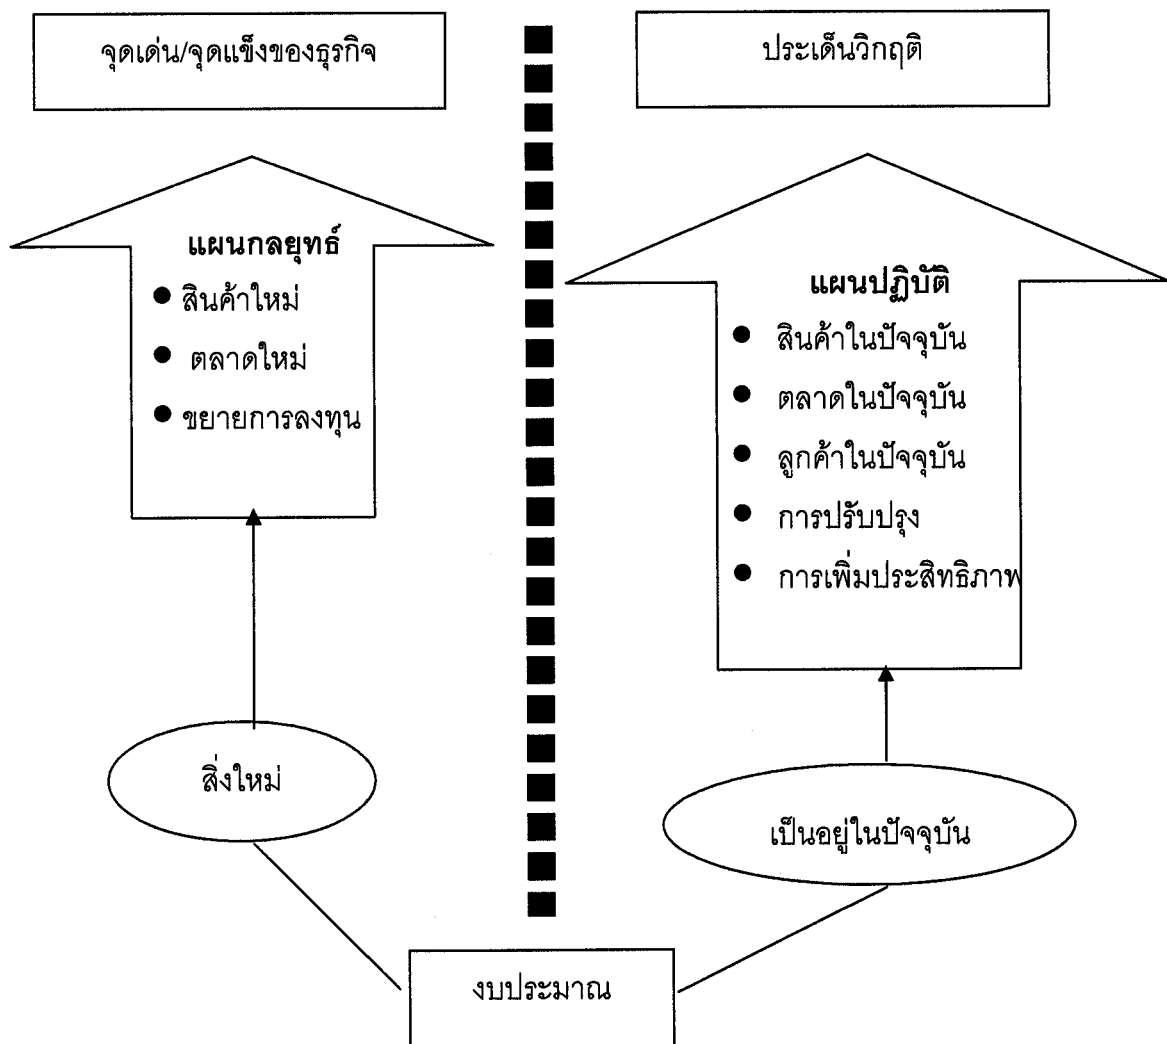 จุดเด่น/จุดแข็งของธุรกิจ
ประเด็นวิกฤติ
แผนกลยุทธ์
● สินค้าใหม่
● ตลาดใหม่
● ขยายการลงทุน
แผนปฏิบัติ
● สินค้าในปัจจุบัน
● ตลาดในปัจจุบัน
● ลูกค้าในปัจจุบัน
● การปรับปรุง
● การเพิ่มประสิทธิภาพ
สิ่งใหม่
เป็นอยู่ในปัจจุบัน
งบประมาณ